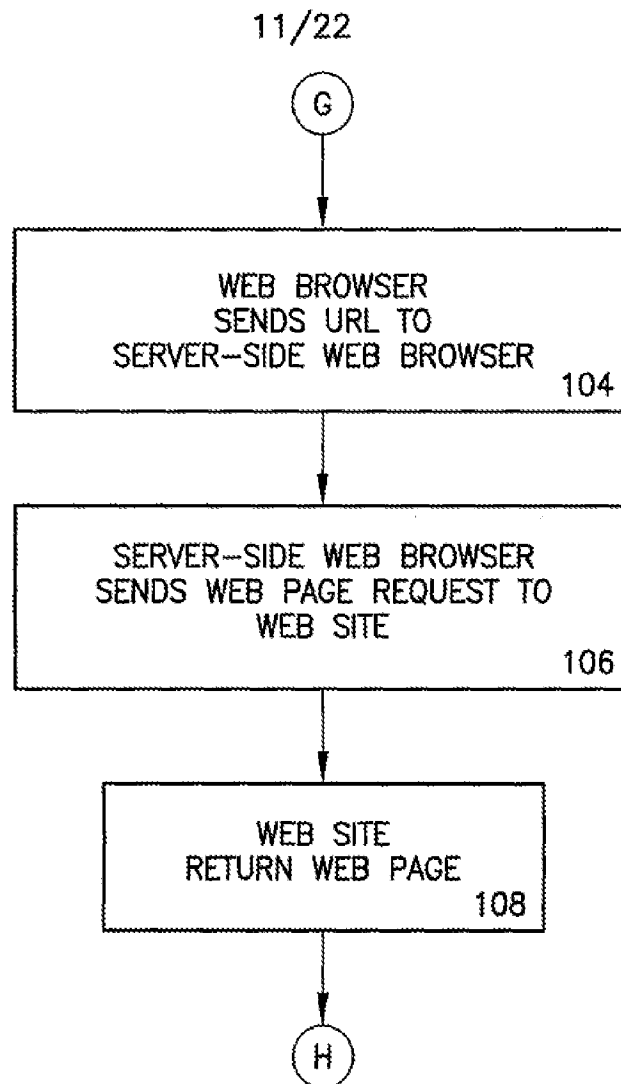 11/22
G
WEB BROWSER
SENDS URL TO
SERVER-SIDE WEB BROWSER
104
SERVER-SIDE WEB BROWSER
SENDS WEB PAGE REQUEST TO
WEB SITE
106
WEB SITE
RETURN WEB PAGE
108
H